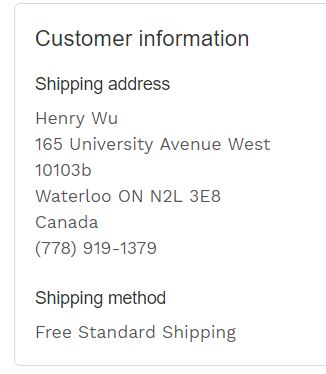 Customer information
Shipping address
Henry Wu
165 University Avenue West
10103b
Waterloo ON N2L 3E8
Canada
(778) 919-1379
Shipping method
Free Standard Shipping